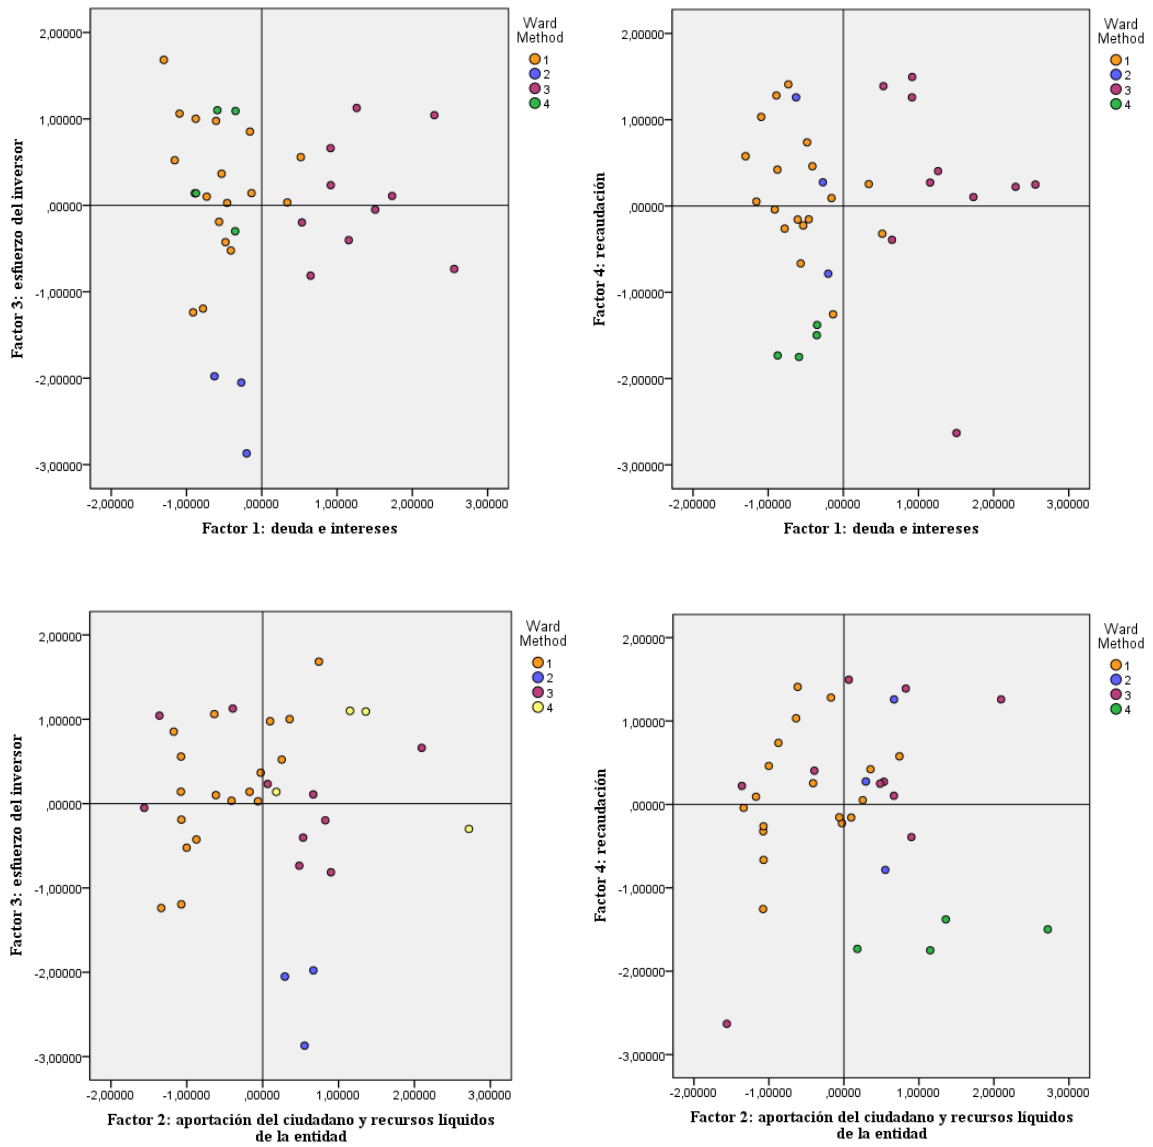 Ward
Method
1
2
3
4
2,00000
1,00000
,00000
-1,00000
-2,00000
-3,00000
Factor 3: esfuerzo del inversor
-2,00000 -1,00000 ,00000 1,00000 2,00000 3,00000
Factor 1: deuda e intereses
Ward
Method
1
2
3
4
2,00000
1,00000
,00000
-1,00000
-2,00000
-3,00000
Factor 4: recaudación
-2,00000 -1,00000 ,00000 1,00000 2,00000 3,00000
Factor 1: deuda e intereses
Ward
Method
1
2
3
4
2,00000
1,00000
,00000
-1,00000
-2,00000
-3,00000
Factor 3: esfuerzo del inversor
-2,00000 -1,00000 ,00000 1,00000 2,00000 3,00000
Factor 2: aportación del ciudadano y recursos líquidos
de la entidad
Ward
Method
1
2
3
4
2,00000
1,00000
,00000
-1,00000
-2,00000
-3,00000
Factor 4: recaudación
-2,00000 -1,00000 ,00000 1,00000 2,00000 3,00000
Factor 2: aportación del ciudadano y recursos líquidos
de la entidad